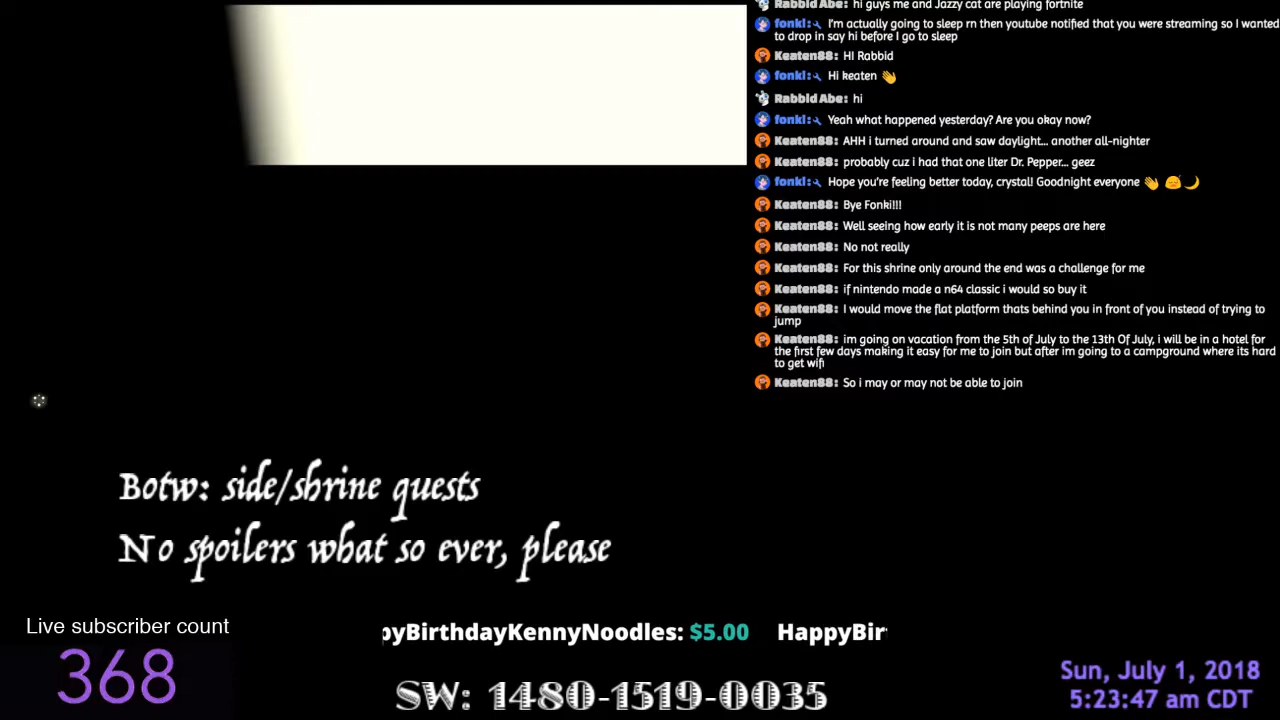 Rabbid Abe: hi guys me and Jazzy cat are playing fortnite
fonki: I'm actually going to sleep rn then youtube notified that you were streaming so I wanted
to drop in say hi before I go to sleep
Keaten88: HI Rabbid
fonki: Hi keaten 👋
Rabbid Abe: hi
fonki: Yeah what happened yesterday? Are you okay now?
Keaten88: AHH i turned around and saw daylight... another all-nighter
Keaten88: probably cuz i had that one liter Dr. Pepper... geez
fonki: Hope you're feeling better today, crystal! Goodnight everyone 👋 😴 🌙
Keaten88: Bye Fonki!!!
Keaten88: Well seeing how early it is not many peeps are here
Keaten88: No not really
Keaten88: For this shrine only around the end was a challenge for me
Keaten88: if nintendo made a n64 classic i would so buy it
Keaten88: I would move the flat platform thats behind you in front of you instead of trying to
jump
Keaten88: im going on vacation from the 5th of July to the 13th Of July, i will be in a hotel for
the first few days making it easy for me to join but after im going to a campground where its hard
to get wifi
Keaten88: So i may or may not be able to join
Botw: side/shrine quests
No spoilers what so ever, please
Live subscriber count
368
pyBirthdayKennyNoodles: $5.00 HappyBir
SW: 1480-1519-0035
Sun, July 1, 2018
5:23:47 am CDT